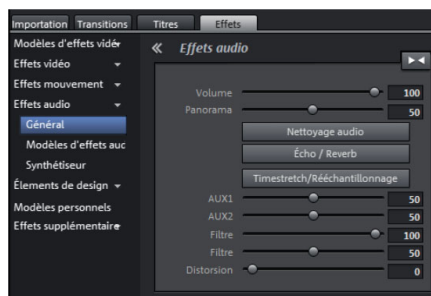 Importation Transitions Titres Effets
Modèles d'effets vidé
Effets vidéo
Effets mouvement
Effets audio
Général
Modèles d'effets aud
Synthétiseur
Élements de design
Modèles personnels
Effets supplémentaire
« Effets audio
Volume 100
Panorama 50
Nettoyage audio
Écho / Reverb
Timestretch/Rééchantillonnage
AUX1 50
AUX2 50
Filtre 100
Filtre 50
Distorsion 0